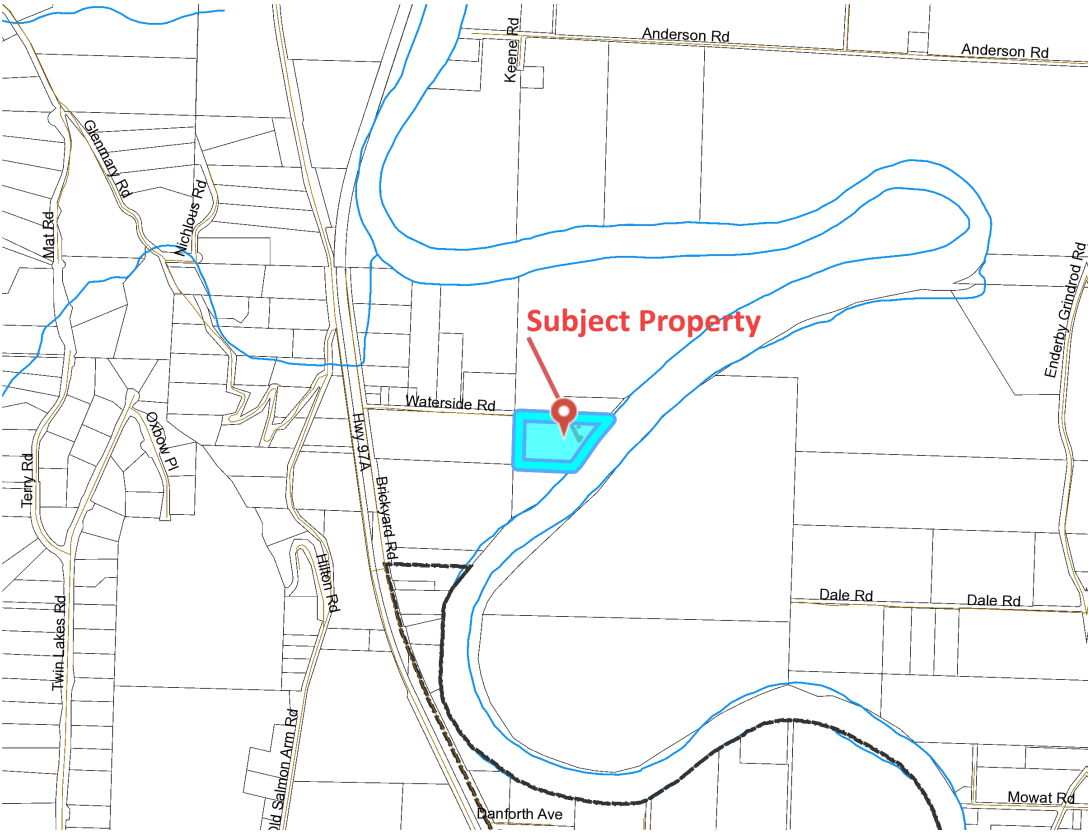 Keene Rd
Anderson Rd
Anderson Rd
Glenmary Rd
Nichlous Rd
Mat Rd
Enderby Grindrod Rd
Subject Property
Waterside Rd
Hwy 97A
Oxbow Pl
Terry Rd
Brickyard Rd
Hilton Rd
Dale Rd
Dale Rd
Twin Lakes Rd
Old Salmon Arm Rd
Danforth Ave
Mowat Rd